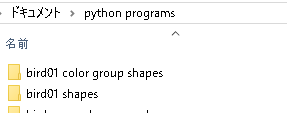 ドキュメント > python programs
名前
bird01 color group shapes
bird01 shapes